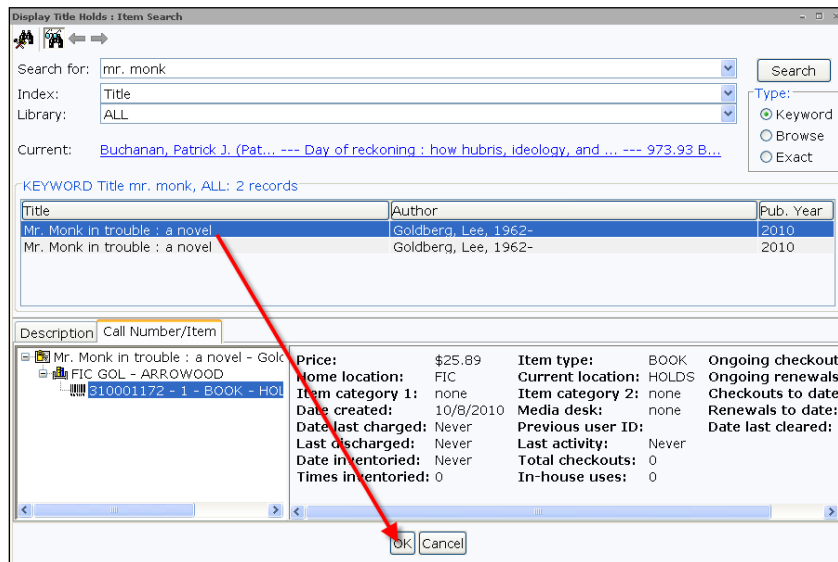 Display Title Holds : Item Search
Search for: mr. monk Search
Index: Title Type:
Library: ALL Keyword
Browse
Current: Buchanan, Patrick J. (Pat... --- Day of reckoning : how hubris, ideology, and ... --- 973.93 B...
Exact
KEYWORD Title mr. monk, ALL: 2 records
Title Author Pub. Year
Mr. Monk in trouble : a novel Goldberg, Lee, 1962- 2010
Mr. Monk in trouble : a novel Goldberg, Lee, 1962- 2010
Description Call Number/Item
Mr. Monk in trouble : a novel - Gold
FIC GOL - ARROWOOD
310001172 - 1 - BOOK - HOL
Price: $25.89 Item type: BOOK Ongoing checkout
Home location: FIC Current location: HOLDS Ongoing renewals
Item category 1: none Item category 2: none Checkouts to date
Date created: 10/8/2010 Media desk: none Renewals to date:
Date last charged: Never Previous user ID: Date last cleared:
Last discharged: Never Last activity: Never
Date inventoried: Never Total checkouts: 0
Times inventoried: 0 In-house uses: 0
OK Cancel